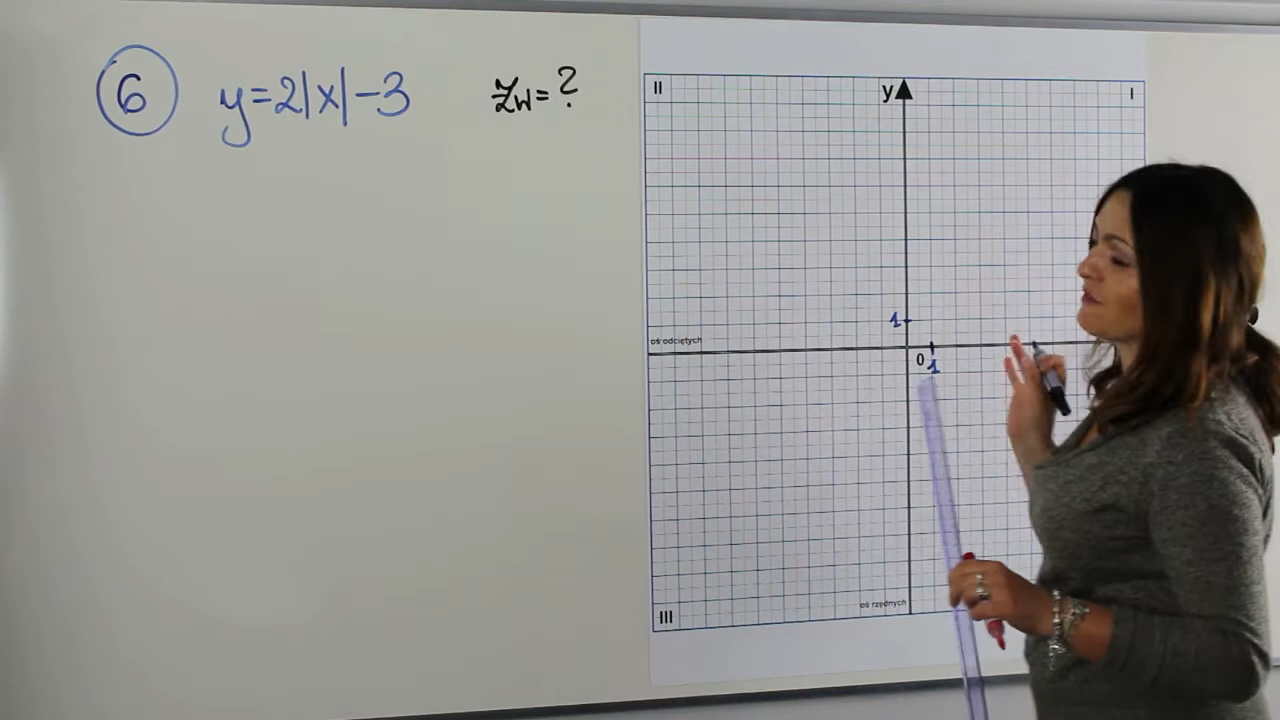 6 y=2|x|-3 Zw=?
II y I
1
oś odciętych
0 1
oś rzędnych
III